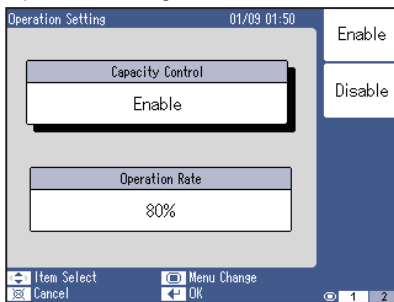 Operation Setting 01/09 01:50
Enable
Disable
Capacity Control
Enable
Operation Rate
80%
Item Select Menu Change
Cancel OK
1 2